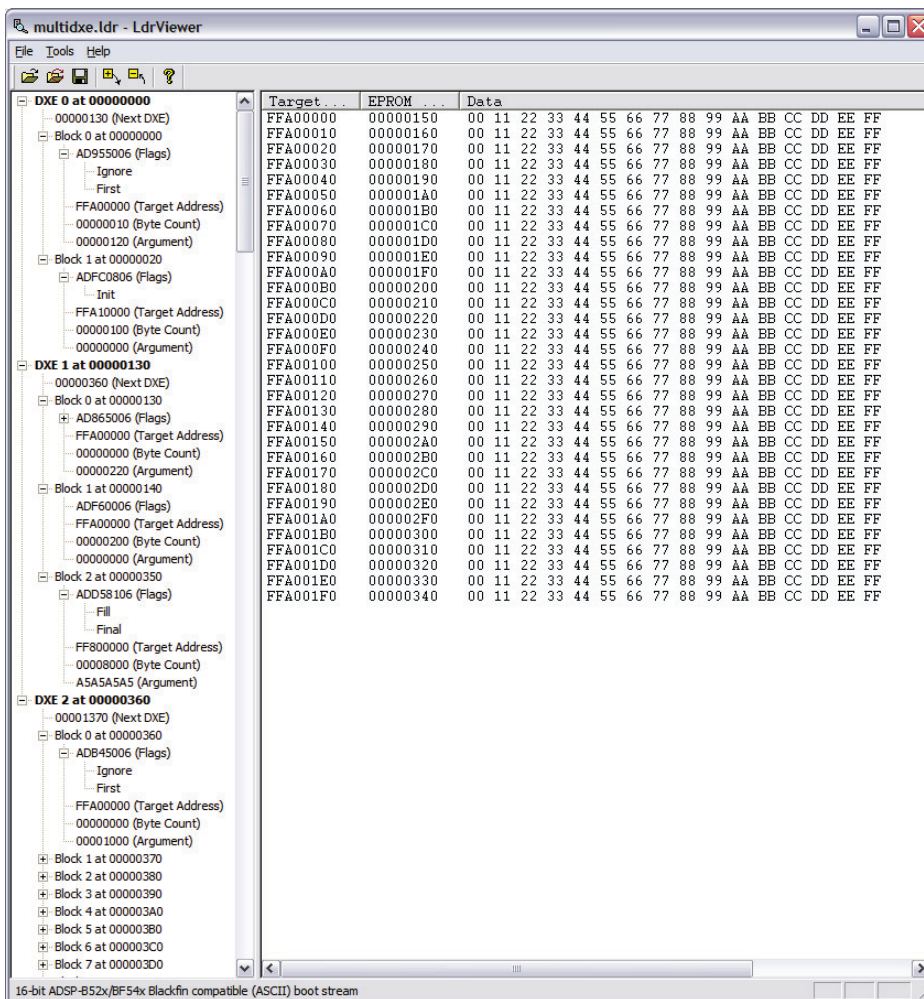 multidxe.ldr - LdrViewer
File Tools Help
DXE 0 at 00000000
00000130 (Next DXE)
Block 0 at 00000000
AD955006 (Flags)
Ignore
First
FFA00000 (Target Address)
00000010 (Byte Count)
00000120 (Argument)
Block 1 at 00000020
ADFC0806 (Flags)
Init
FFA10000 (Target Address)
00000100 (Byte Count)
00000000 (Argument)
DXE 1 at 00000130
00000360 (Next DXE)
Block 0 at 00000130
AD865006 (Flags)
FFA00000 (Target Address)
00000000 (Byte Count)
00000220 (Argument)
Block 1 at 00000140
ADF60006 (Flags)
FFA00000 (Target Address)
00000200 (Byte Count)
00000000 (Argument)
Block 2 at 00000350
ADD58106 (Flags)
Fill
Final
FF800000 (Target Address)
00008000 (Byte Count)
A5A5A5A5 (Argument)
DXE 2 at 00000360
00001370 (Next DXE)
Block 0 at 00000360
ADB45006 (Flags)
Ignore
First
FFA00000 (Target Address)
00000000 (Byte Count)
00001000 (Argument)
Block 1 at 00000370
Block 2 at 00000380
Block 3 at 00000390
Block 4 at 000003A0
Block 5 at 000003B0
Block 6 at 000003C0
Block 7 at 000003D0
Target... EPROM ... Data
FFA00000 00000150 00 11 22 33 44 55 66 77 88 99 AA BB CC DD EE FF
FFA00010 00000160 00 11 22 33 44 55 66 77 88 99 AA BB CC DD EE FF
FFA00020 00000170 00 11 22 33 44 55 66 77 88 99 AA BB CC DD EE FF
FFA00030 00000180 00 11 22 33 44 55 66 77 88 99 AA BB CC DD EE FF
FFA00040 00000190 00 11 22 33 44 55 66 77 88 99 AA BB CC DD EE FF
FFA00050 000001A0 00 11 22 33 44 55 66 77 88 99 AA BB CC DD EE FF
FFA00060 000001B0 00 11 22 33 44 55 66 77 88 99 AA BB CC DD EE FF
FFA00070 000001C0 00 11 22 33 44 55 66 77 88 99 AA BB CC DD EE FF
FFA00080 000001D0 00 11 22 33 44 55 66 77 88 99 AA BB CC DD EE FF
FFA00090 000001E0 00 11 22 33 44 55 66 77 88 99 AA BB CC DD EE FF
FFA000A0 000001F0 00 11 22 33 44 55 66 77 88 99 AA BB CC DD EE FF
FFA000B0 00000200 00 11 22 33 44 55 66 77 88 99 AA BB CC DD EE FF
FFA000C0 00000210 00 11 22 33 44 55 66 77 88 99 AA BB CC DD EE FF
FFA000D0 00000220 00 11 22 33 44 55 66 77 88 99 AA BB CC DD EE FF
FFA000E0 00000230 00 11 22 33 44 55 66 77 88 99 AA BB CC DD EE FF
FFA000F0 00000240 00 11 22 33 44 55 66 77 88 99 AA BB CC DD EE FF
FFA00100 00000250 00 11 22 33 44 55 66 77 88 99 AA BB CC DD EE FF
FFA00110 00000260 00 11 22 33 44 55 66 77 88 99 AA BB CC DD EE FF
FFA00120 00000270 00 11 22 33 44 55 66 77 88 99 AA BB CC DD EE FF
FFA00130 00000280 00 11 22 33 44 55 66 77 88 99 AA BB CC DD EE FF
FFA00140 00000290 00 11 22 33 44 55 66 77 88 99 AA BB CC DD EE FF
FFA00150 000002A0 00 11 22 33 44 55 66 77 88 99 AA BB CC DD EE FF
FFA00160 000002B0 00 11 22 33 44 55 66 77 88 99 AA BB CC DD EE FF
FFA00170 000002C0 00 11 22 33 44 55 66 77 88 99 AA BB CC DD EE FF
FFA00180 000002D0 00 11 22 33 44 55 66 77 88 99 AA BB CC DD EE FF
FFA00190 000002E0 00 11 22 33 44 55 66 77 88 99 AA BB CC DD EE FF
FFA001A0 000002F0 00 11 22 33 44 55 66 77 88 99 AA BB CC DD EE FF
FFA001B0 00000300 00 11 22 33 44 55 66 77 88 99 AA BB CC DD EE FF
FFA001C0 00000310 00 11 22 33 44 55 66 77 88 99 AA BB CC DD EE FF
FFA001D0 00000320 00 11 22 33 44 55 66 77 88 99 AA BB CC DD EE FF
FFA001E0 00000330 00 11 22 33 44 55 66 77 88 99 AA BB CC DD EE FF
FFA001F0 00000340 00 11 22 33 44 55 66 77 88 99 AA BB CC DD EE FF
16-bit ADSP-B52x/BF54x Blackfin compatible (ASCII) boot stream